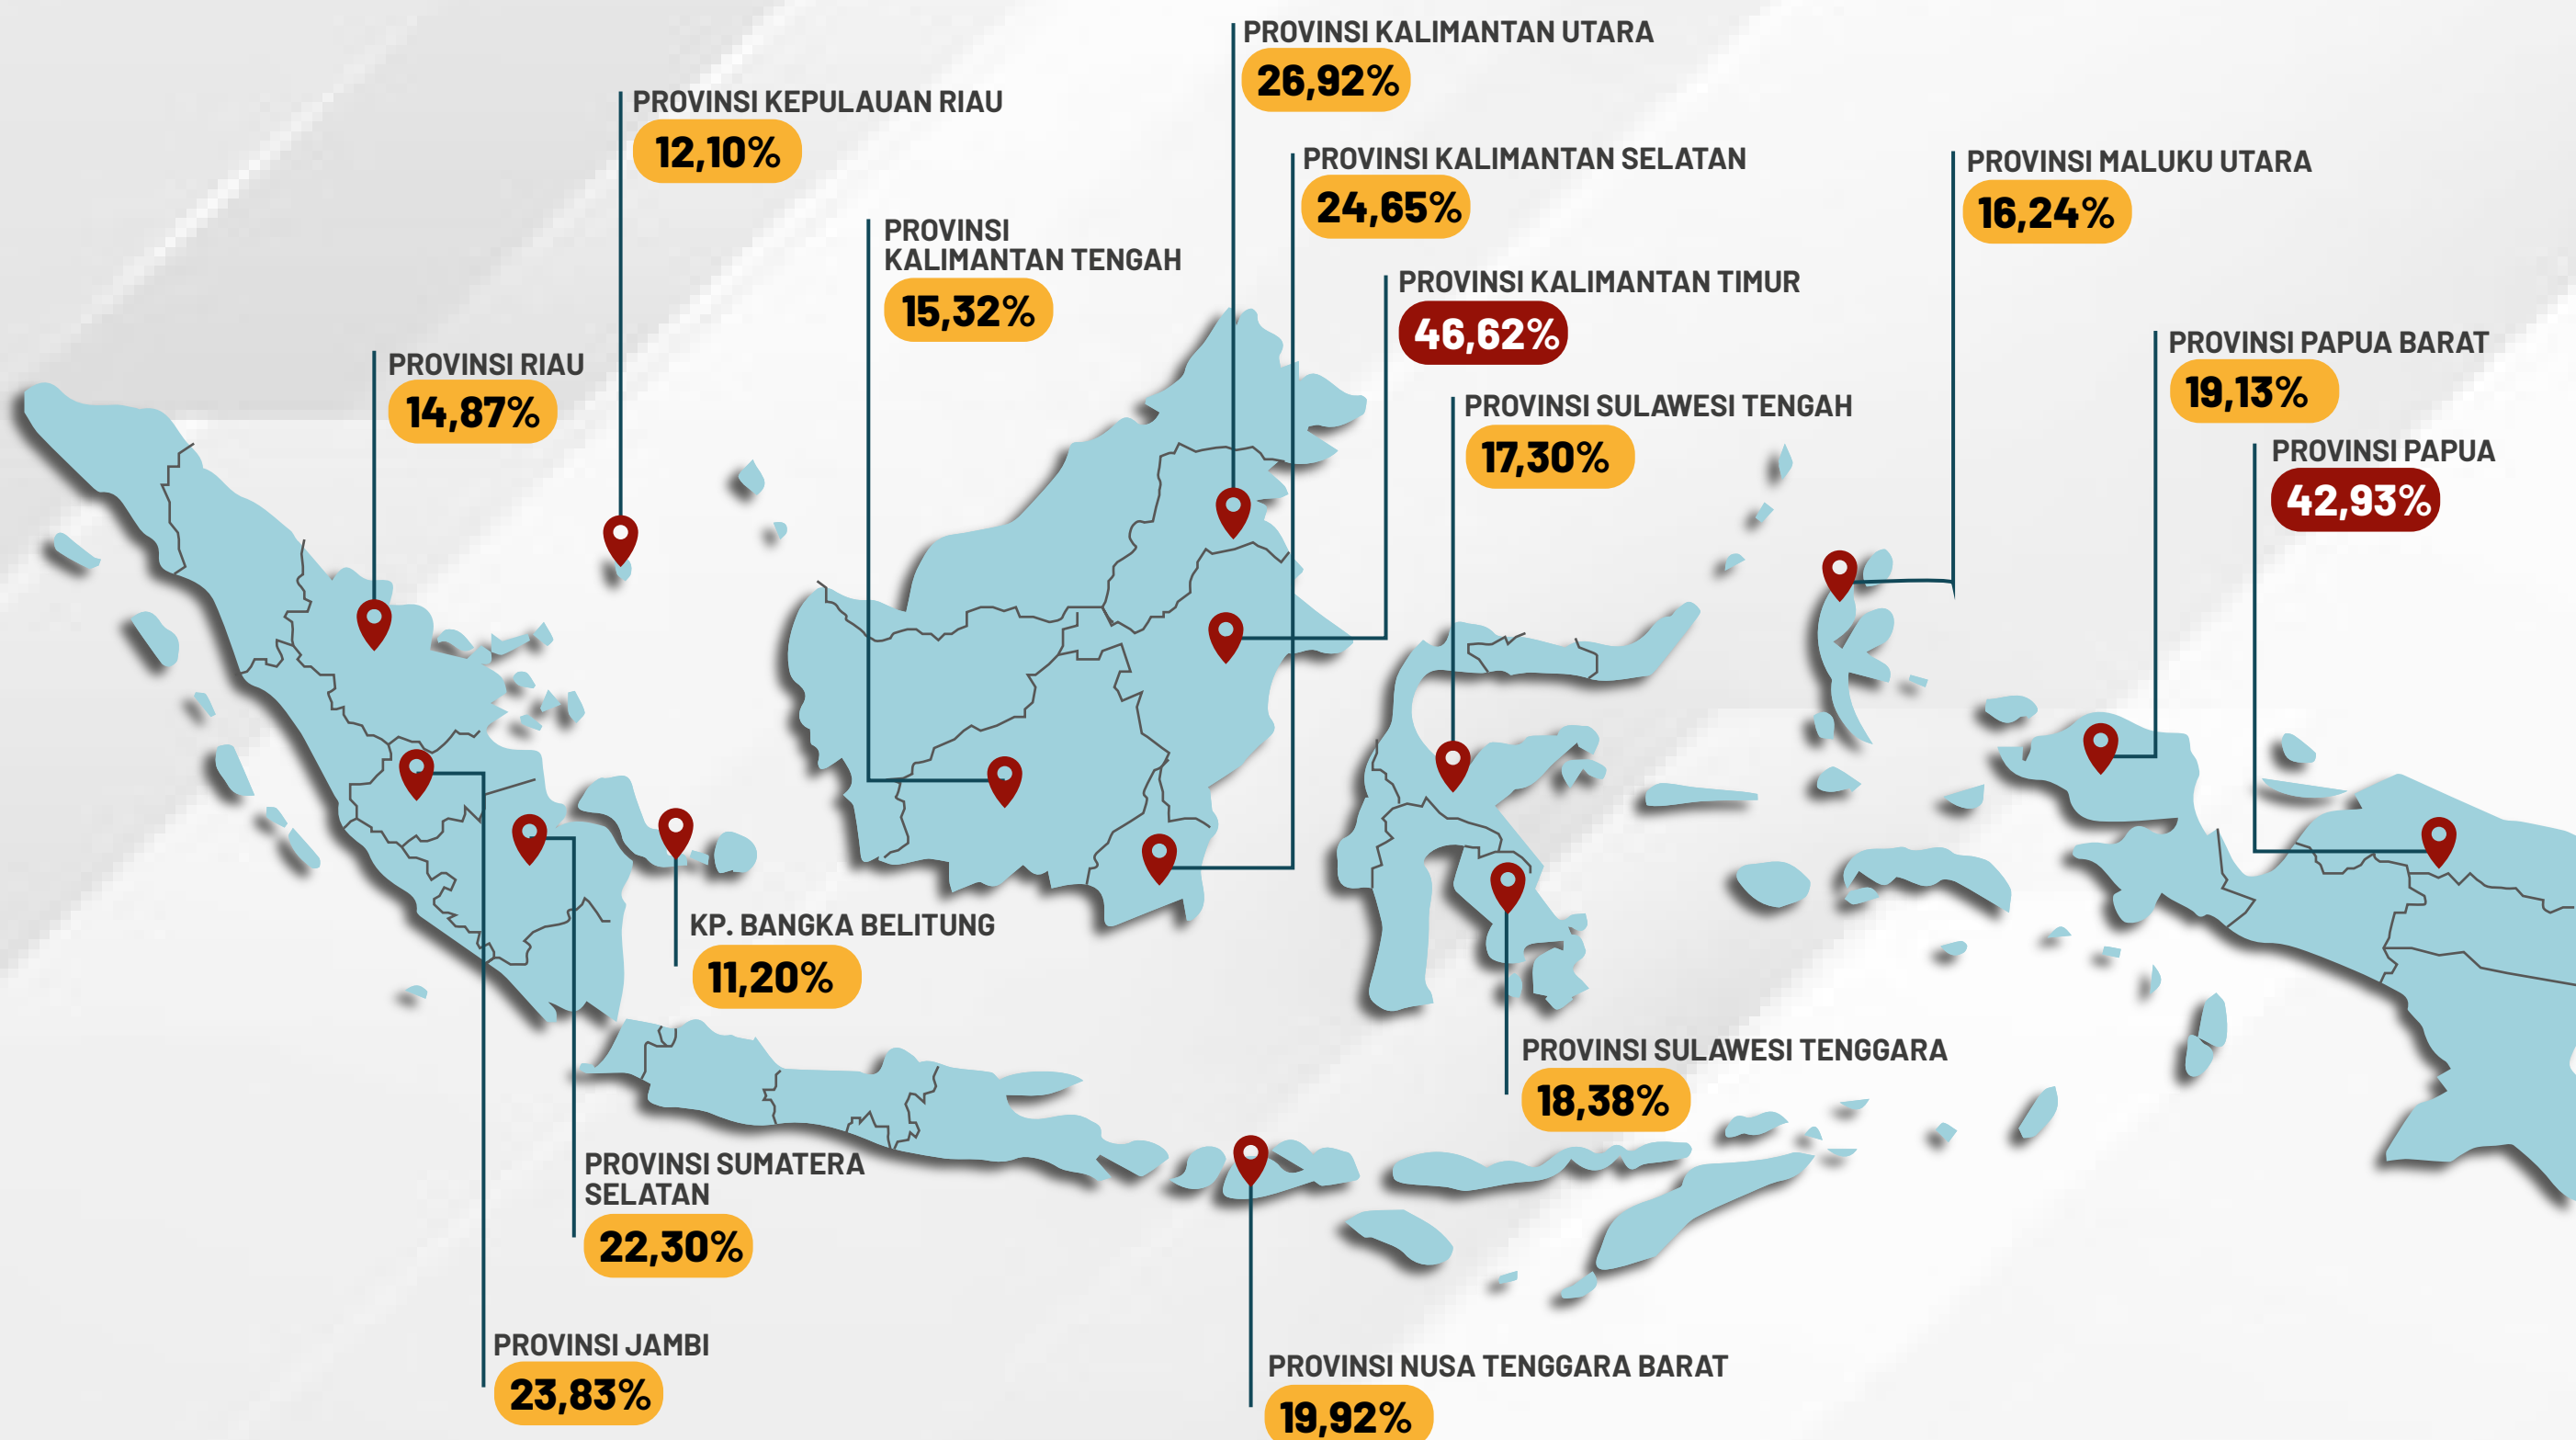 PROVINSI KALIMANTAN UTARA
26,92%
PROVINSI KEPULAUAN RIAU
12,10%
PROVINSI KALIMANTAN SELATAN
24,65%
PROVINSI MALUKU UTARA
16,24%
PROVINSI
KALIMANTAN TENGAH
15,32%
PROVINSI KALIMANTAN TIMUR
46,62%
PROVINSI PAPUA BARAT
19,13%
PROVINSI RIAU
14,87%
PROVINSI SULAWESI TENGAH
17,30%
PROVINSI PAPUA
42,93%
KP. BANGKA BELITUNG
11,20%
PROVINSI SULAWESI TENGGARA
18,38%
PROVINSI SUMATERA
SELATAN
22,30%
PROVINSI JAMBI
23,83%
PROVINSI NUSA TENGGARA BARAT
19,92%